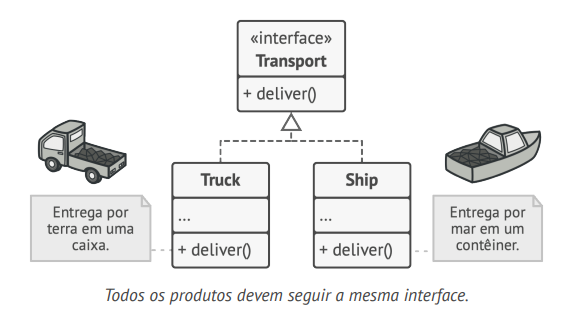 «interface»
Transport
+ deliver()
Truck
...
+ deliver()
Ship
...
+ deliver()
Entrega por
terra em uma
caixa.
Entrega por
mar em um
contêiner.
Todos os produtos devem seguir a mesma interface.